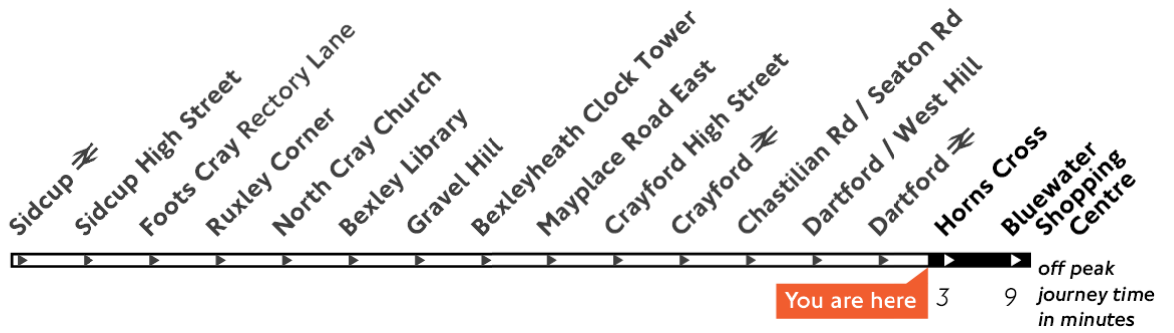 Sidcup
Sidcup High Street
Foots Cray Rectory Lane
Ruxley Corner
North Cray Church
Bexley Library
Gravel Hill
Bexleyheath Clock Tower
Mayplace Road East
Crayford High Street
Crayford
Chastilian Rd / Seaton Rd
Dartford / West Hill
Dartford
Horns Cross
Bluewater
Shopping
Centre
You are here
3
9
off peak
journey time
in minutes